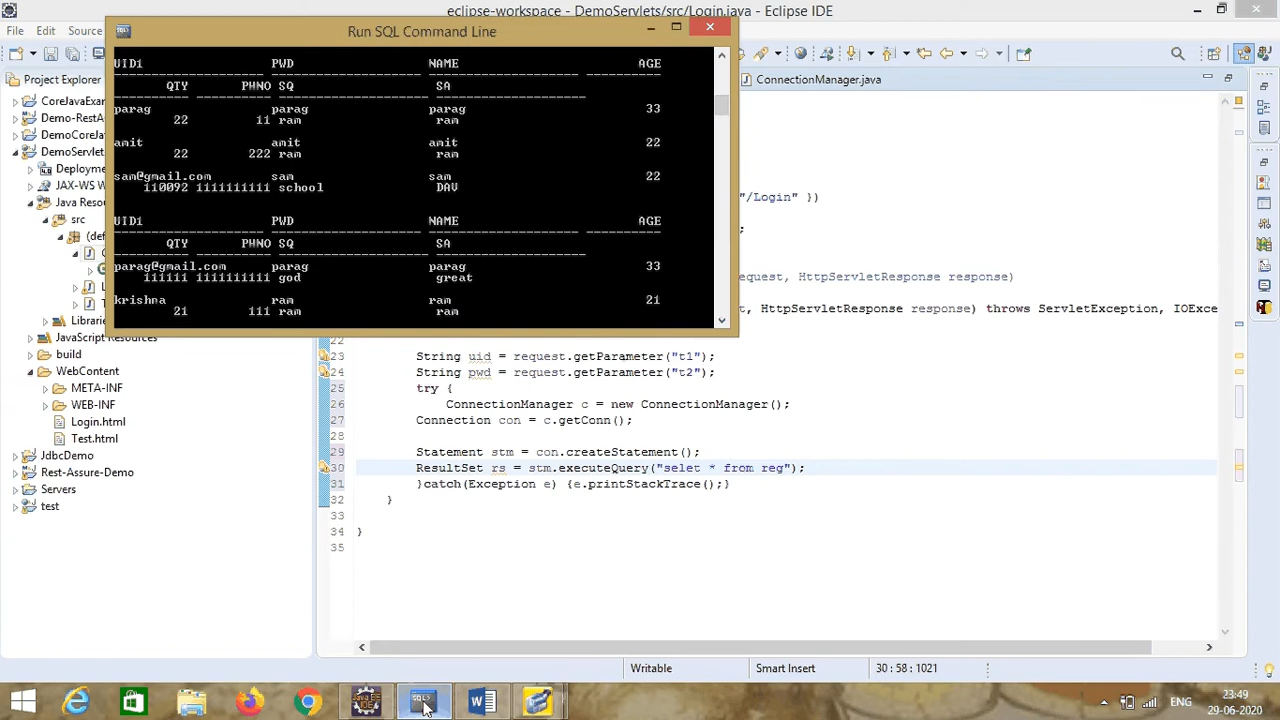 eclipse-workspace - DemoServlets/src/Login.java - Eclipse IDE
Run SQL Command Line
File Edit Source
Project Explorer
CoreJavaExa
Demo-RestA
DemoCoreJa
DemoServlet
Deployme
JAX-WS W
Java Resou
src
(def
Librarie
JavaScript Resources
build
WebContent
META-INF
WEB-INF
Login.html
Test.html
JdbcDemo
Rest-Assure-Demo
Servers
test
UID1 PWD NAME AGE
QTY PHNO SQ SA
parag parag parag 33
22 11 ram ram
amit amit amit 22
22 222 ram ram
sam@gmail.com sam sam 22
110092 1111111111 school DAV
UID1 PWD NAME AGE
QTY PHNO SQ SA
parag@gmail.com parag parag 33
111111 1111111111 god great
krishna ram ram 21
21 111 ram ram
ConnectionManager.java
"/Login" })
;
equest, HttpServletResponse response)
t, HttpServletResponse response) throws ServletException, IOExce
22
23 String uid = request.getParameter("t1");
24 String pwd = request.getParameter("t2");
25 try {
26 ConnectionManager c = new ConnectionManager();
27 Connection con = c.getConn();
28
29 Statement stm = con.createStatement();
30 ResultSet rs = stm.executeQuery("selet * from reg");
31 }catch(Exception e) {e.printStackTrace();}
32 }
33
34 }
35
Writable Smart Insert 30 : 58 : 1021
ENG 23:49
29-06-2020